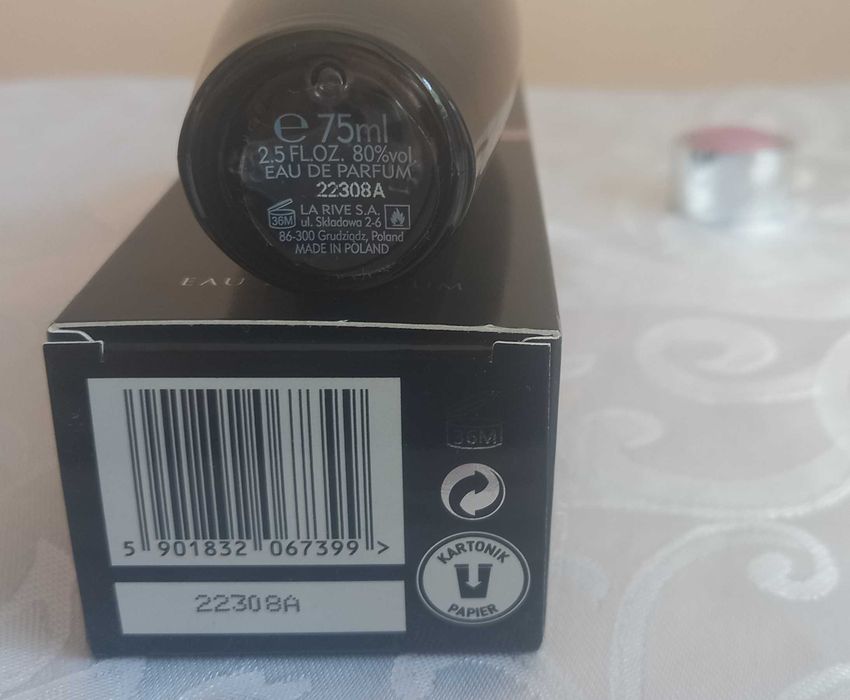 ℮ 75ml
2.5 FL.OZ. 80%vol.
EAU DE PARFUM
22308A
36M LA RIVE S.A.
ul. Składowa 2-6
86-300 Grudziądz, Poland
MADE IN POLAND
EAU
36M
5 901832 067399 >
KARTONIK
PAPIER
22308A